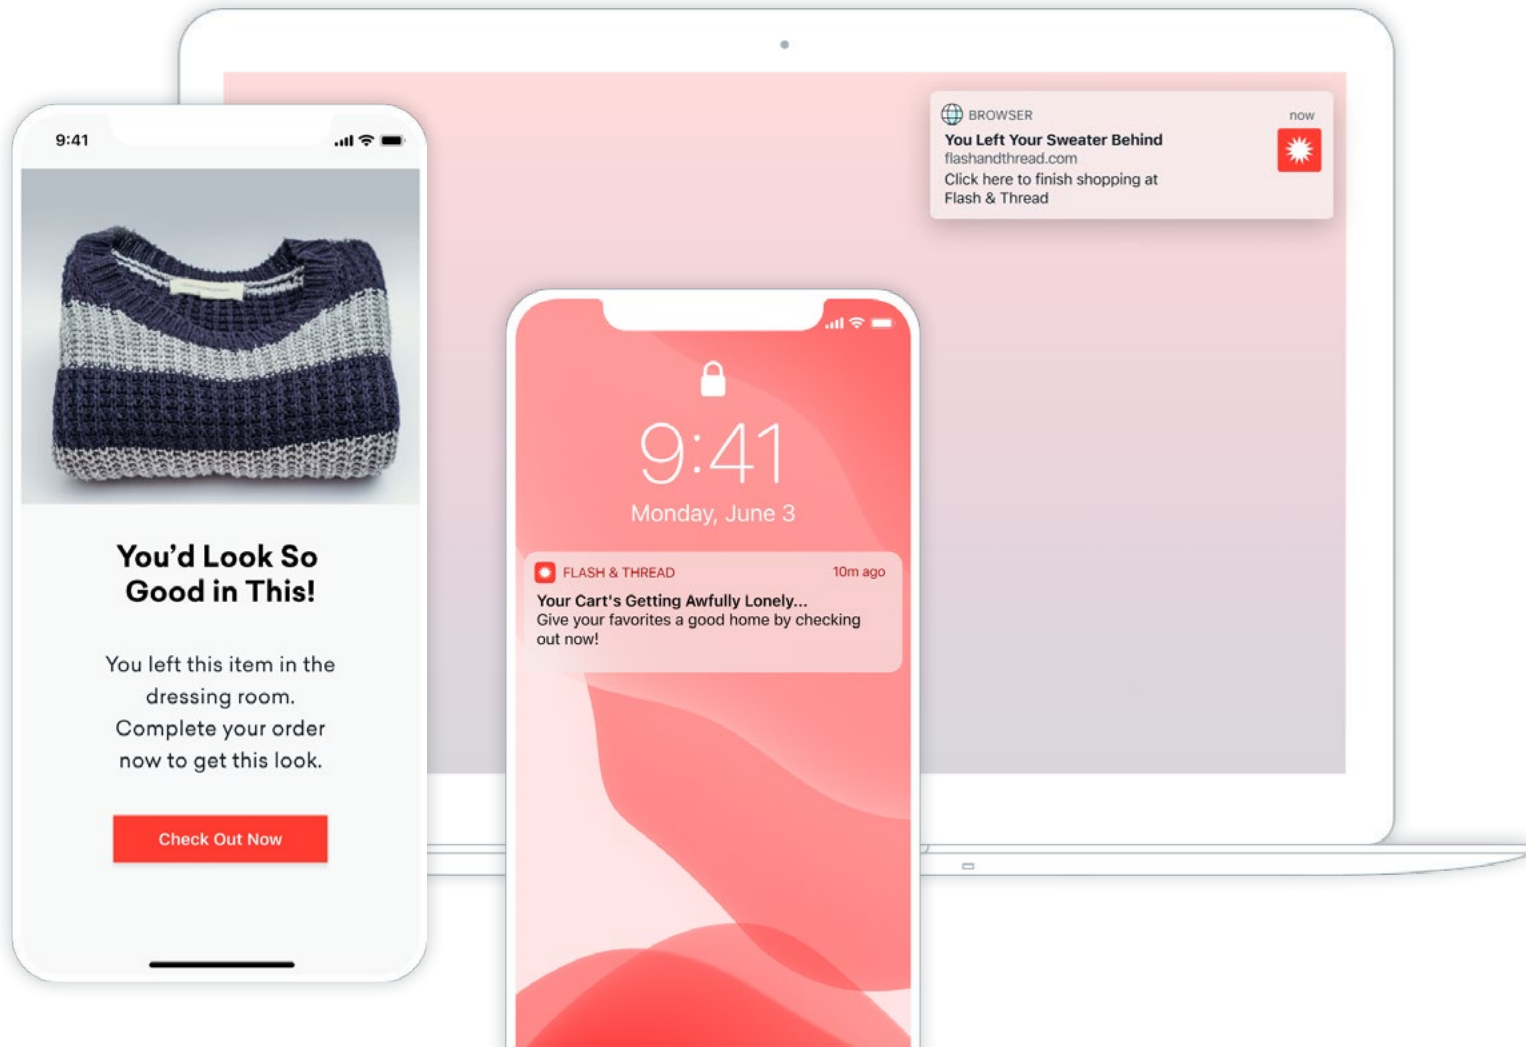 9:41
You'd Look So
Good in This!
You left this item in the
dressing room.
Complete your order
now to get this look.
Check Out Now
9:41
Monday, June 3
FLASH & THREAD 10m ago
Your Cart's Getting Awfully Lonely...
Give your favorites a good home by checking
out now!
BROWSER now
You Left Your Sweater Behind
flashandthread.com
Click here to finish shopping at
Flash & Thread